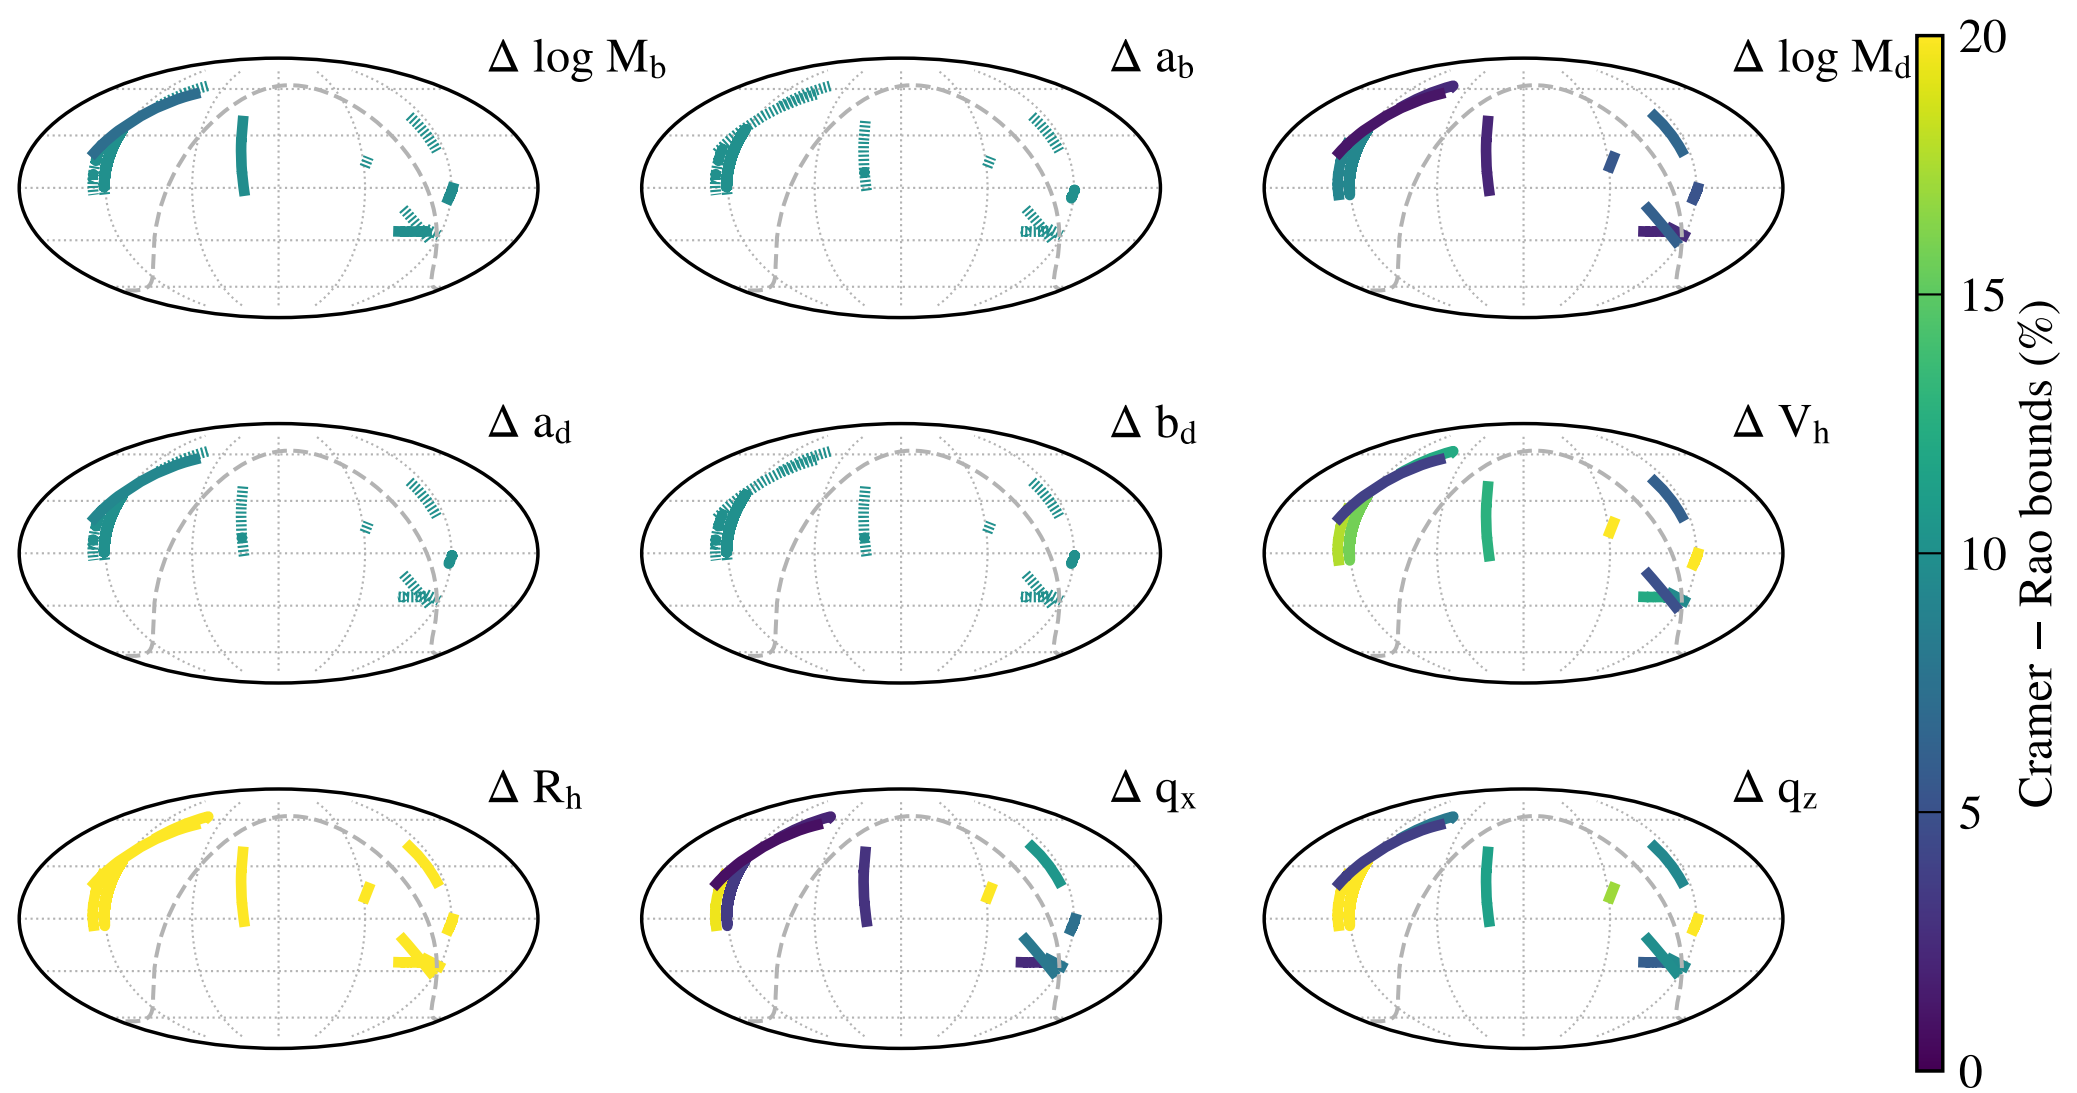 Δ log M_b
Δ a_b
Δ log M_d
Δ a_d
Δ b_d
Δ V_h
Δ R_h
Δ q_x
Δ q_z
20
15
10
5
0
Cramer − Rao bounds (%)